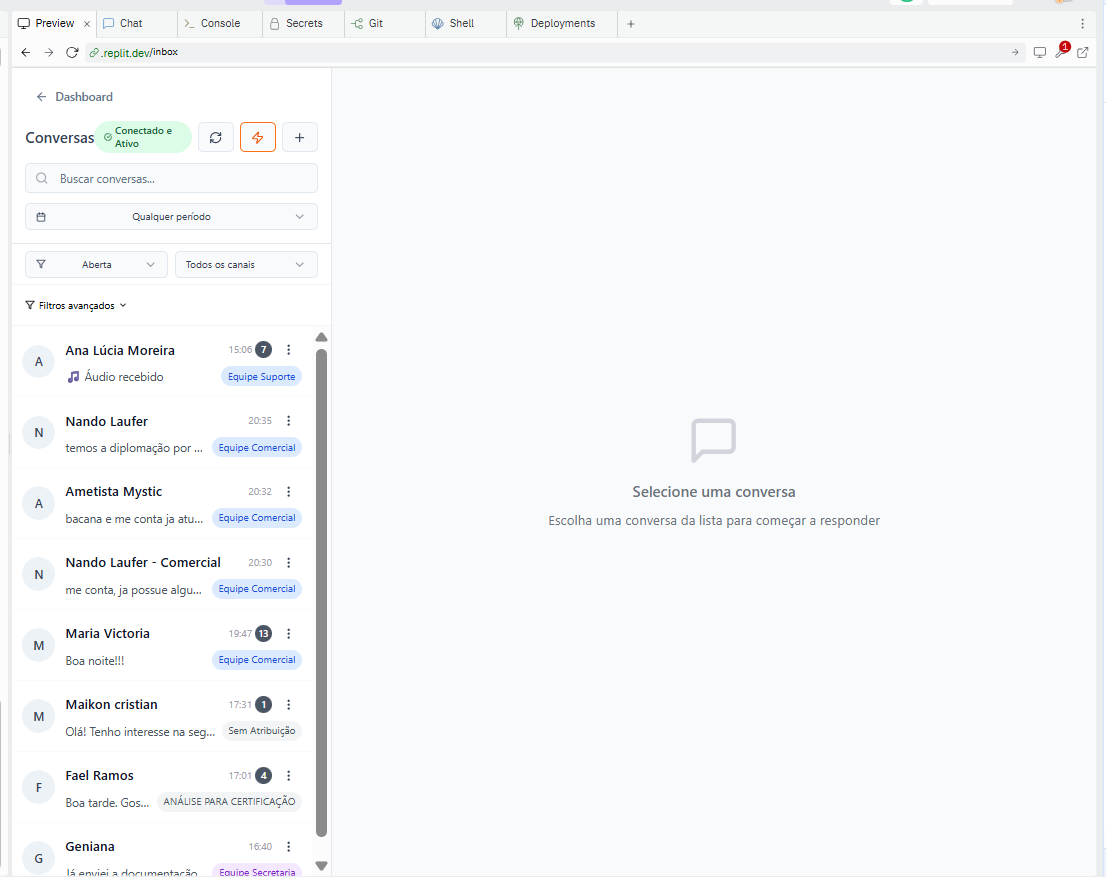 Preview
Chat
Console
Secrets
Git
Shell
Deployments
.replit.dev/inbox
1
Dashboard
Conversas
Conectado e
Ativo
Buscar conversas...
Qualquer período
Aberta
Todos os canais
Filtros avançados
A
Ana Lúcia Moreira
15:06
7
Áudio recebido
Equipe Suporte
N
Nando Laufer
20:35
temos a diplomação por ...
Equipe Comercial
A
Ametista Mystic
20:32
bacana e me conta ja atu...
Equipe Comercial
N
Nando Laufer - Comercial
20:30
me conta, ja possue algu...
Equipe Comercial
M
Maria Victoria
19:47
13
Boa noite!!!
Equipe Comercial
M
Maikon cristian
17:31
1
Olá! Tenho interesse na seg...
Sem Atribuição
F
Fael Ramos
17:01
4
Boa tarde. Gos...
ANÁLISE PARA CERTIFICAÇÃO
G
Geniana
16:40
Já enviei a documentação
Equipe Secretaria
Selecione uma conversa
Escolha uma conversa da lista para começar a responder